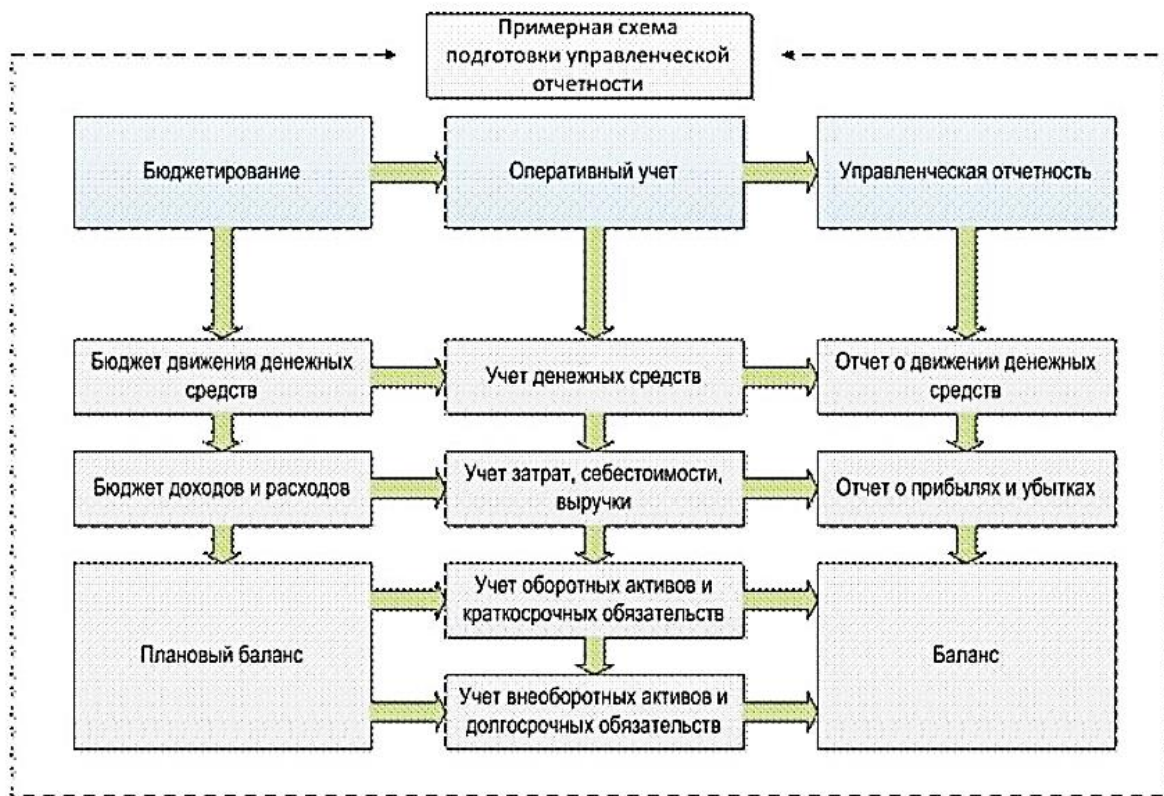 Примерная схема
подготовки управленческой
отчетности
Бюджетирование
Оперативный учет
Управленческая отчетность
Бюджет движения денежных
средств
Учет денежных средств
Отчет о движении денежных
средств
Бюджет доходов и расходов
Учет затрат, себестоимости,
выручки
Отчет о прибылях и убытках
Плановый баланс
Учет оборотных активов и
краткосрочных обязательств
Учет внеоборотных активов и
долгосрочных обязательств
Баланс